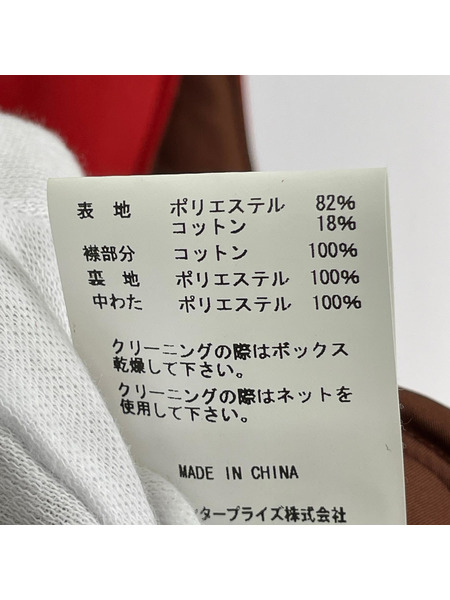 表 地 ポリエステル 82%
コットン 18%
襟部分 コットン 100%
裏 地 ポリエステル 100%
中わた ポリエステル 100%
クリーニングの際はボックス
乾燥して下さい。
クリーニングの際はネットを
使用して下さい。
MADE IN CHINA
タープライズ株式会社